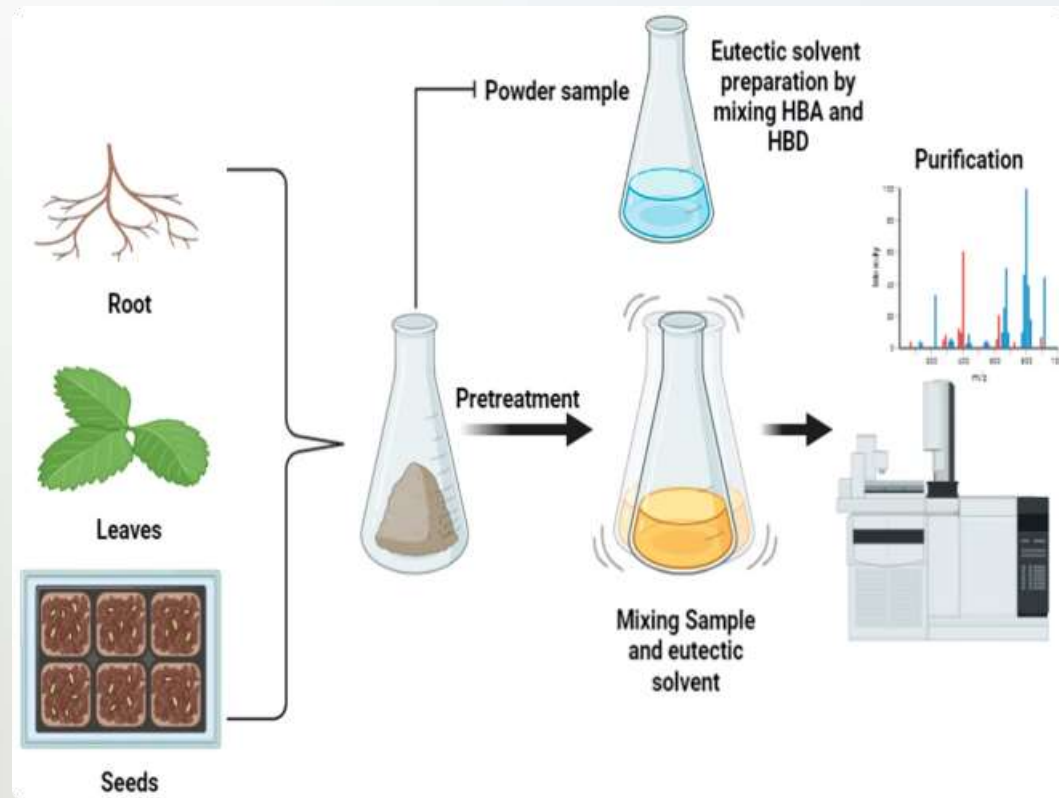 Powder sample
Eutectic solvent
preparation by
mixing HBA and
HBD
Purification
Root
Leaves
Seeds
Pretreatment
Mixing Sample
and eutectic
solvent
100
m/z